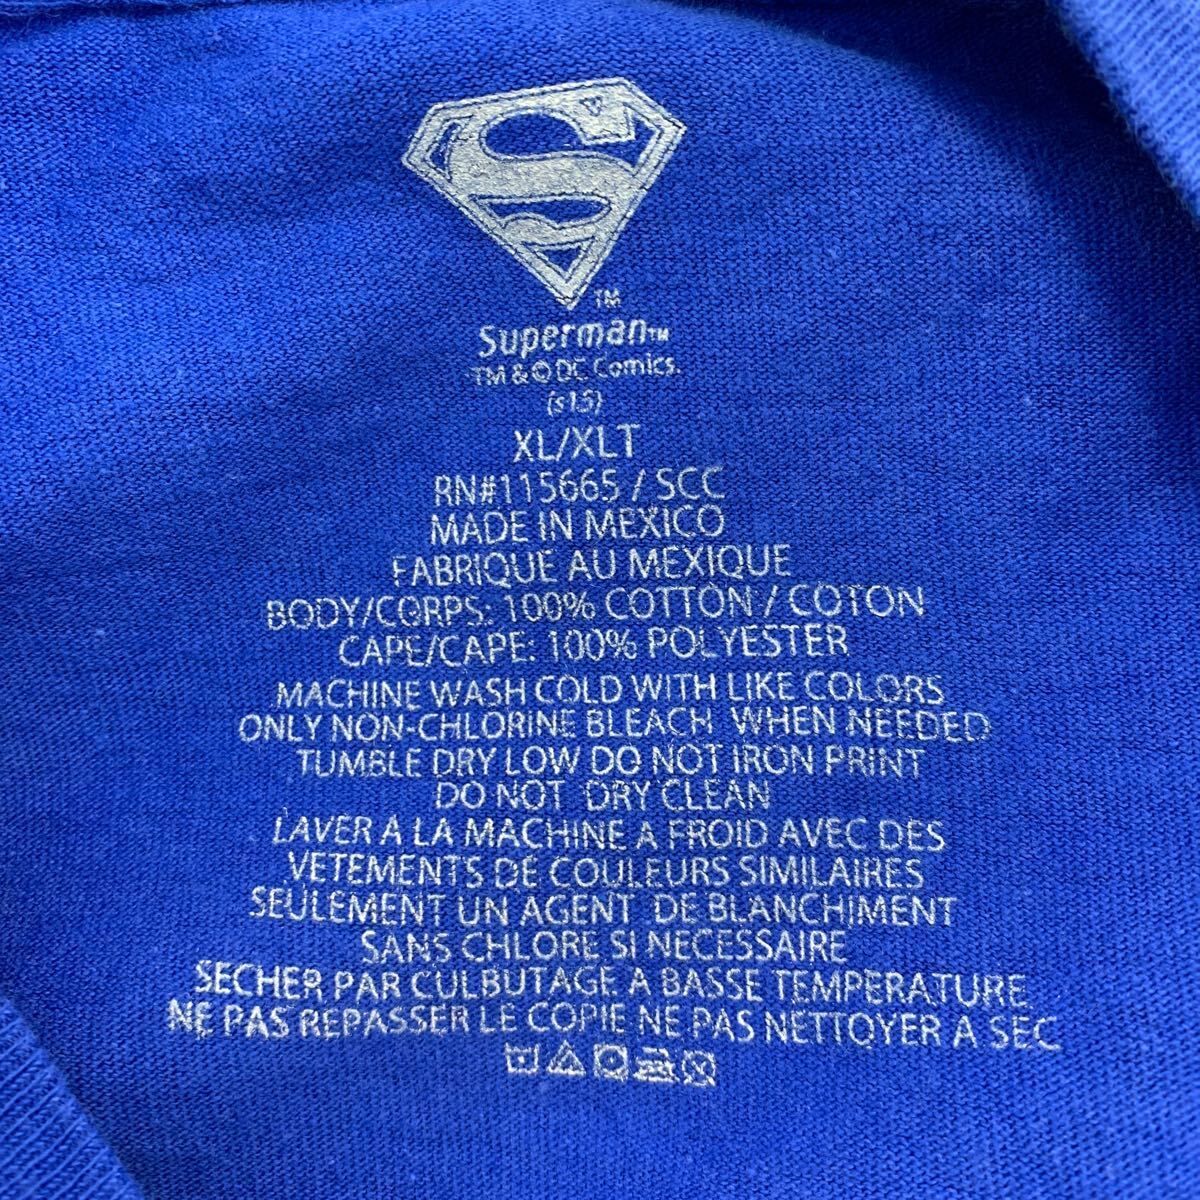 S
TM
Superman™
TM & © DC Comics.
(s15)
XL/XLT
RN#115665 / SCC
MADE IN MEXICO
FABRIQUE AU MEXIQUE
BODY/CORPS: 100% COTTON / COTON
CAPE/CAPE: 100% POLYESTER
MACHINE WASH COLD WITH LIKE COLORS
ONLY NON-CHLORINE BLEACH WHEN NEEDED
TUMBLE DRY LOW DO NOT IRON PRINT
DO NOT DRY CLEAN
LAVER A LA MACHINE A FROID AVEC DES
VETEMENTS DE COULEURS SIMILAIRES
SEULEMENT UN AGENT DE BLANCHIMENT
SANS CHLORE SI NECESSAIRE
SECHER PAR CULBUTAGE A BASSE TEMPERATURE
NE PAS REPASSER LE COPIE NE PAS NETTOYER A SEC